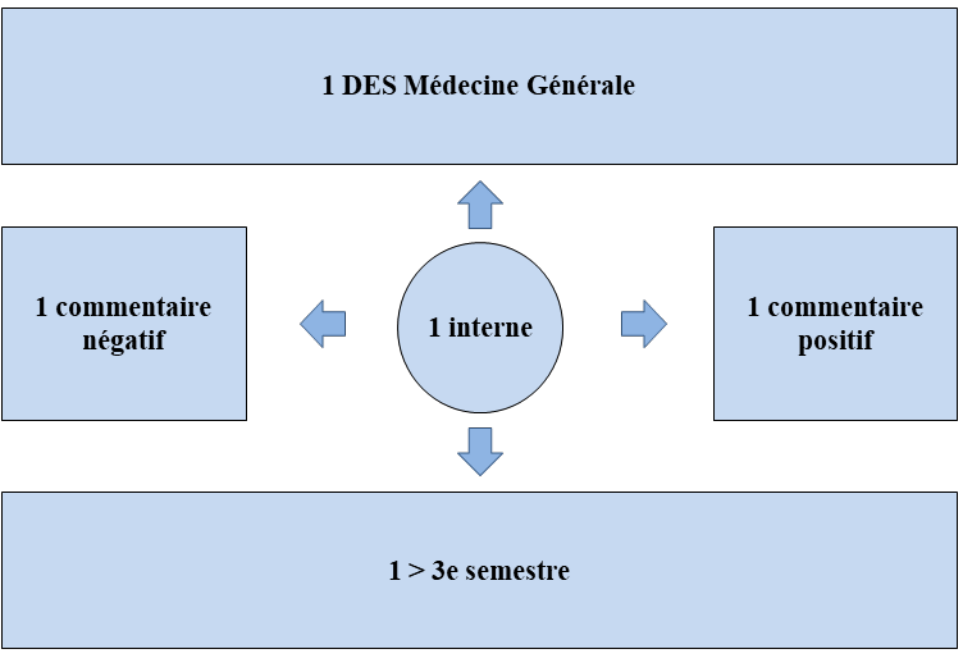 1 DES Médecine Générale
1 commentaire
négatif
1 interne
1 commentaire
positif
1 > 3e semestre